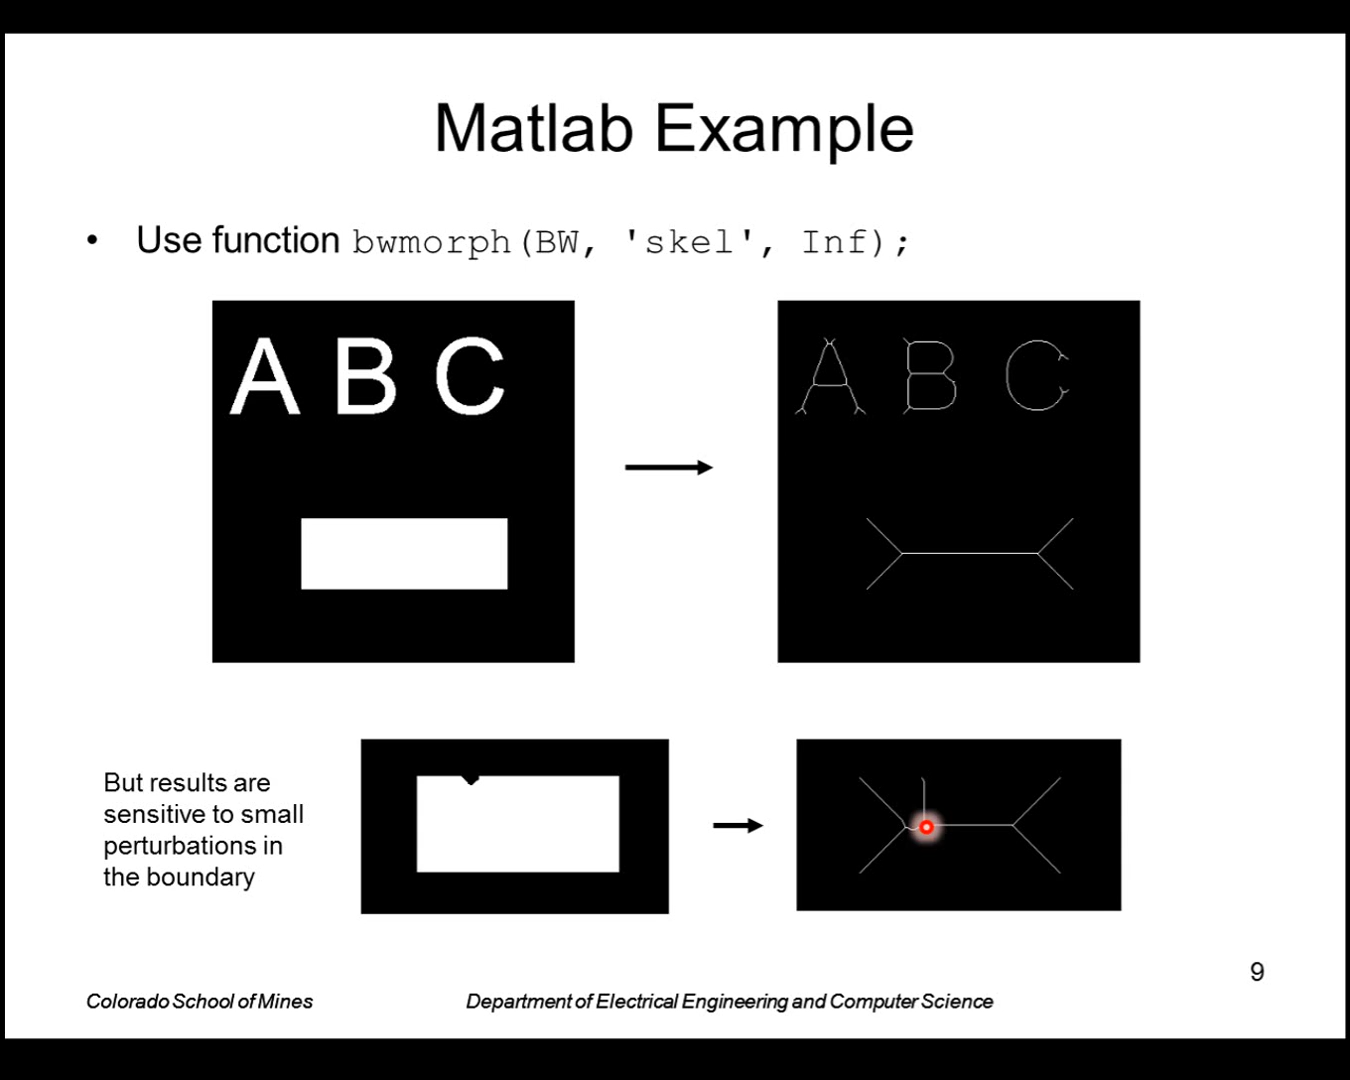 Matlab Example
• Use function bwmorph(BW, 'skel', Inf);
A B C
A B C
But results are
sensitive to small
perturbations in
the boundary
9
Colorado School of Mines
Department of Electrical Engineering and Computer Science